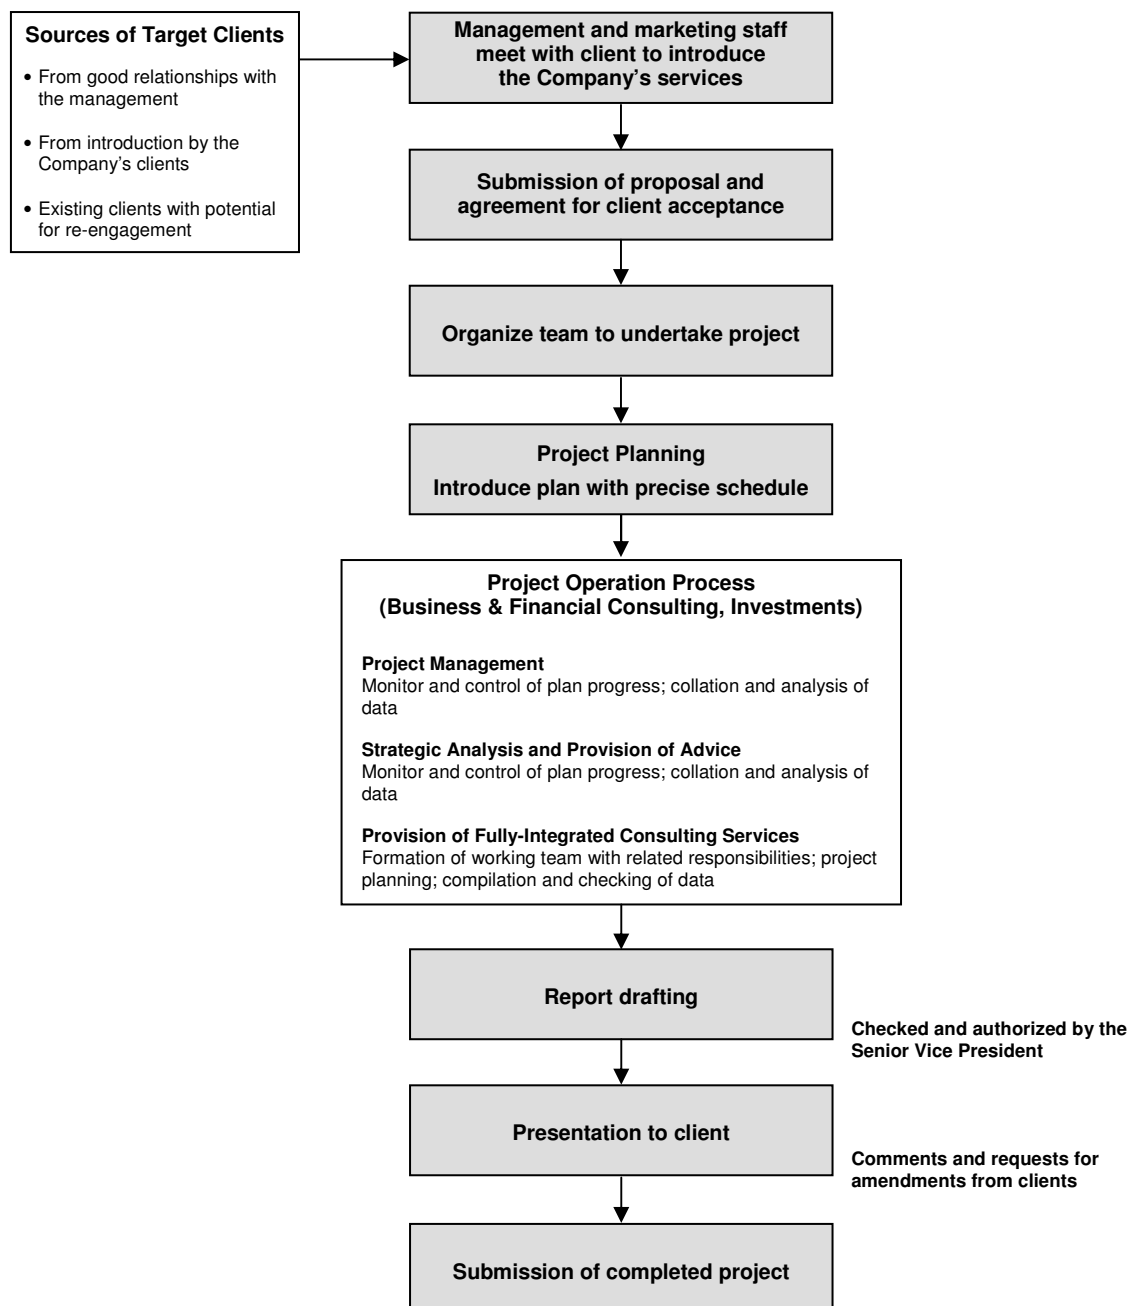 Sources of Target Clients
• From good relationships with
the management
• From introduction by the
Company's clients
• Existing clients with potential
for re-engagement
Management and marketing staff
meet with client to introduce
the Company's services
Submission of proposal and
agreement for client acceptance
Organize team to undertake project
Project Planning
Introduce plan with precise schedule
Project Operation Process
(Business & Financial Consulting, Investments)
Project Management
Monitor and control of plan progress; collation and analysis of
data
Strategic Analysis and Provision of Advice
Monitor and control of plan progress; collation and analysis of
data
Provision of Fully-Integrated Consulting Services
Formation of working team with related responsibilities; project
planning; compilation and checking of data
Report drafting
Checked and authorized by the
Senior Vice President
Presentation to client
Comments and requests for
amendments from clients
Submission of completed project